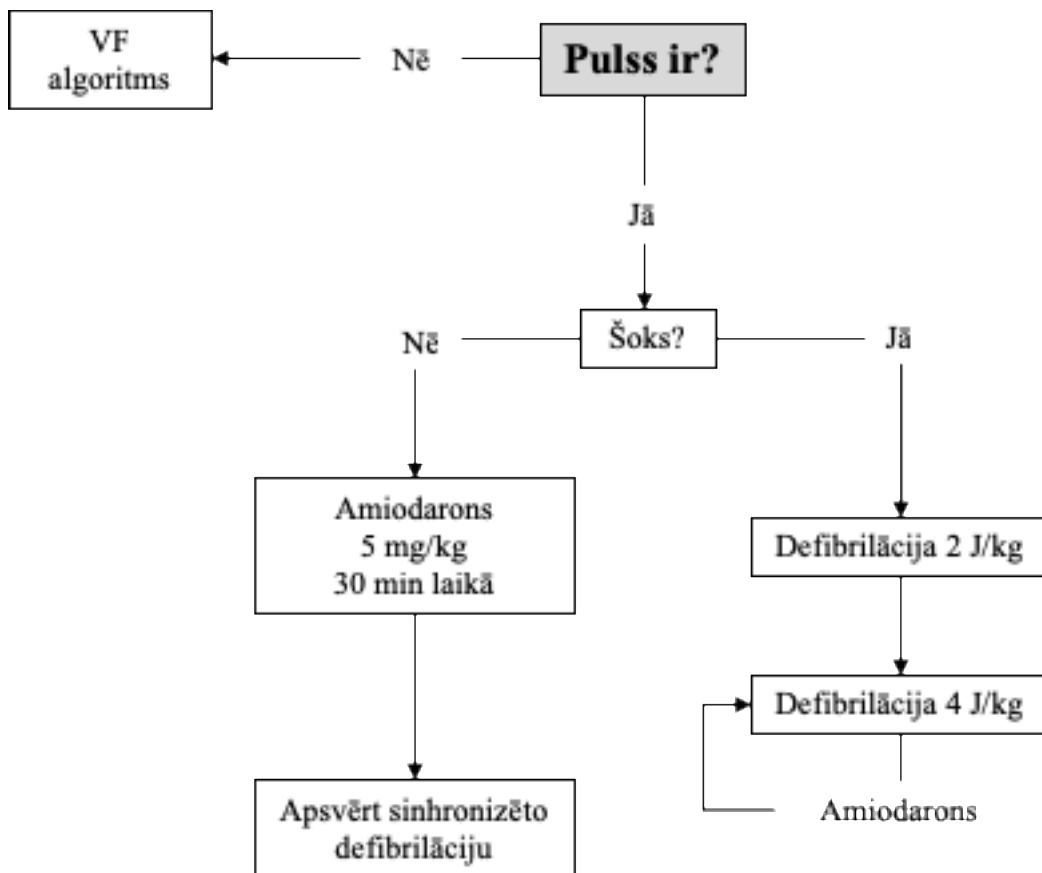 VF
algoritms
Nē
Pulss ir?
Jā
Šoks?
Nē
Jā
Amiodarons
5 mg/kg
30 min laikā
Defibrilācija 2 J/kg
Defibrilācija 4 J/kg
Amiodarons
Apsvērt sinhronizēto
defibrilāciju